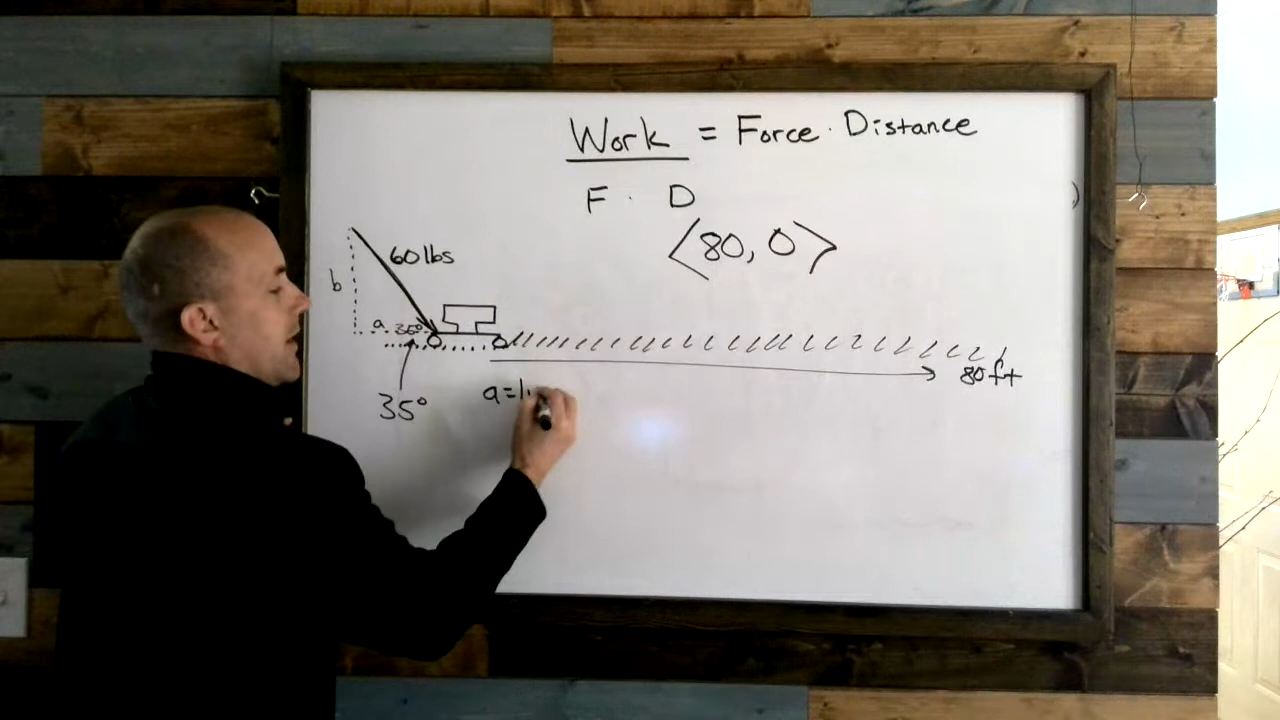 Work = Force · Distance
F · D
<80, 0>
60 lbs
b
a 35°
80 ft
35°
a =